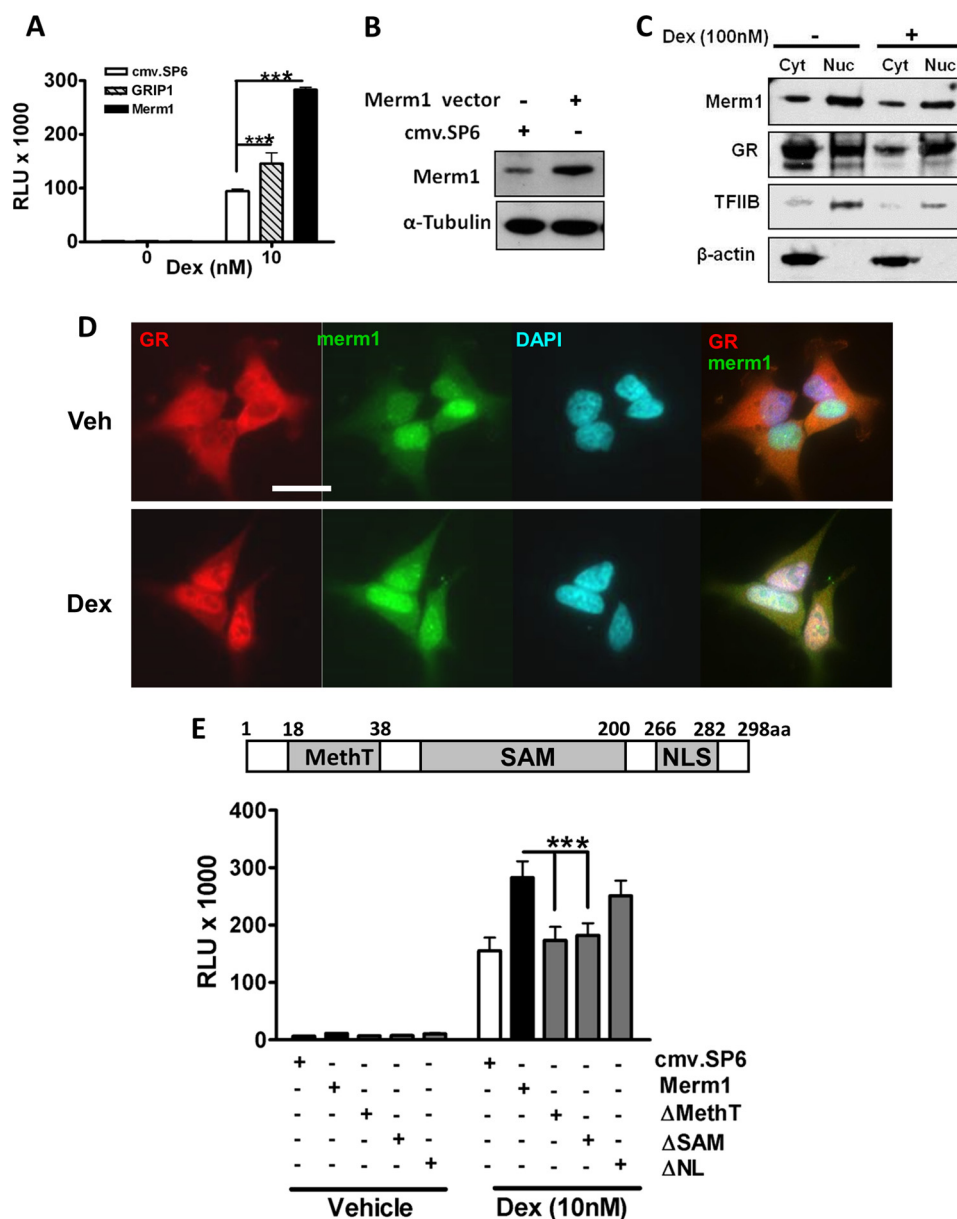 A
cmv.SP6
GRIP1
Merm1
***
***
RLU x 1000
300
200
100
0
0 10
Dex (nM)
B
Merm1 vector - +
cmv.SP6 + -
Merm1
α-Tubulin
C
Dex (100nM) - +
Cyt Nuc Cyt Nuc
Merm1
GR
TFIIB
β-actin
D
GR merm1 DAPI GR
merm1
Veh
Dex
E
1 18 38 200 266 282 298aa
MethT SAM NLS
RLU x 1000
400
300
200
100
0
***
+ - - - - + - - - - cmv.SP6
- + - - - - + - - - Merm1
- - + - - - - + - - ΔMethT
- - - + - - - - + - ΔSAM
- - - - + - - - - + ΔNL
Vehicle Dex (10nM)